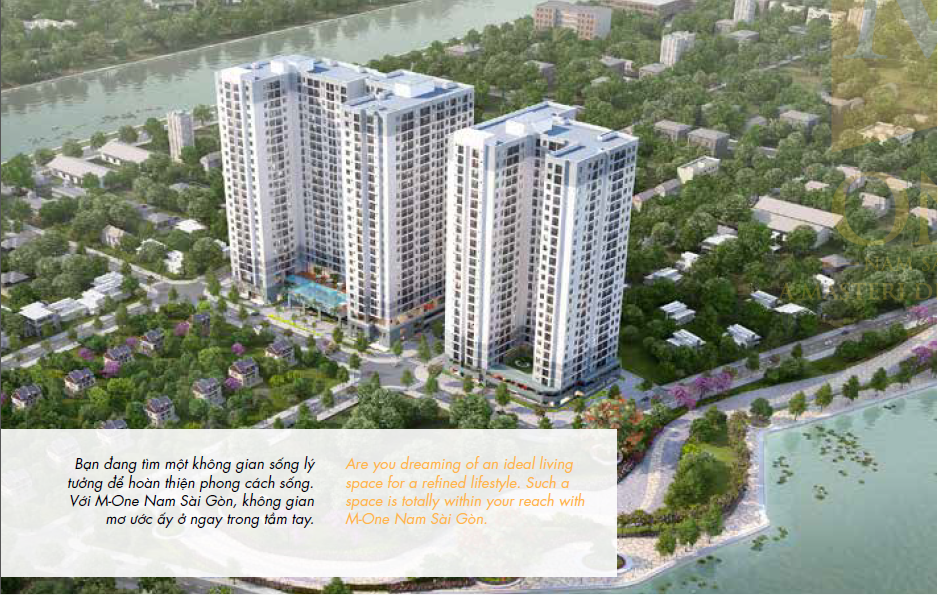 Bạn đang tìm một không gian sống lý
tưởng để hoàn thiện phong cách sống.
Với M-One Nam Sài Gòn, không gian
mơ ước ấy ở ngay trong tầm tay.
Are you dreaming of an ideal living
space for a refined lifestyle. Such a
space is totally within your reach with
M-One Nam Sài Gòn.